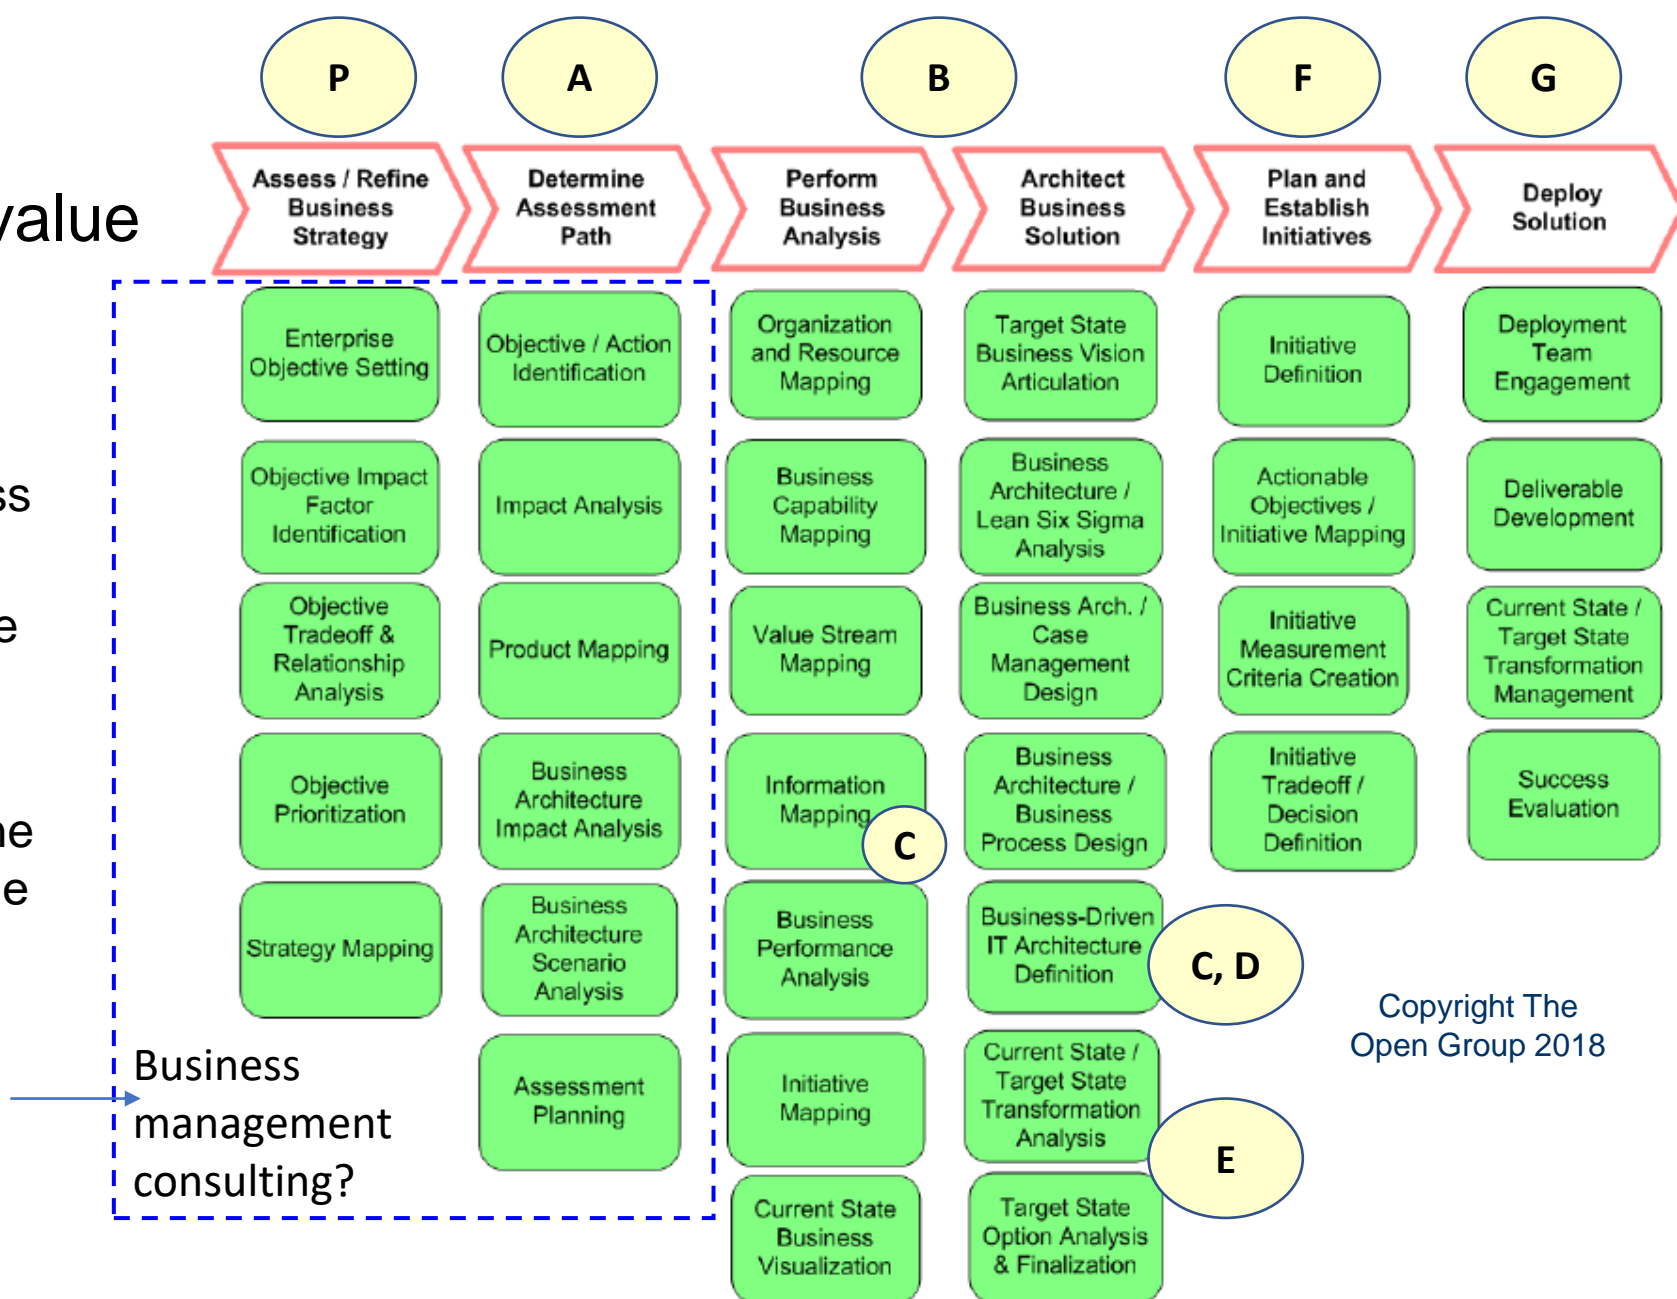 P
A
B
F
G
Assess / Refine
Business
Strategy
Determine
Assessment
Path
Perform
Business
Analysis
Architect
Business
Solution
Plan and
Establish
Initiatives
Deploy
Solution
value
Enterprise
Objective Setting
Objective Impact
Factor
Identification
Objective
Tradeoff &
Relationship
Analysis
Objective
Prioritization
Strategy Mapping
Objective / Action
Identification
Impact Analysis
Product Mapping
Business
Architecture
Impact Analysis
Business
Architecture
Scenario
Analysis
Assessment
Planning
Organization
and Resource
Mapping
Business
Capability
Mapping
Value Stream
Mapping
Information
Mapping
C
Business
Performance
Analysis
Initiative
Mapping
Current State
Business
Visualization
Target State
Business Vision
Articulation
Business
Architecture /
Lean Six Sigma
Analysis
Business Arch. /
Case
Management
Design
Business
Architecture /
Business
Process Design
Business-Driven
IT Architecture
Definition
C, D
Current State /
Target State
Transformation
Analysis
E
Target State
Option Analysis
& Finalization
Initiative
Definition
Actionable
Objectives /
Initiative Mapping
Initiative
Measurement
Criteria Creation
Initiative
Tradeoff /
Decision
Definition
Deployment
Team
Engagement
Deliverable
Development
Current State /
Target State
Transformation
Management
Success
Evaluation
ss
e
ne
e
Business
management
consulting?
Copyright The
Open Group 2018